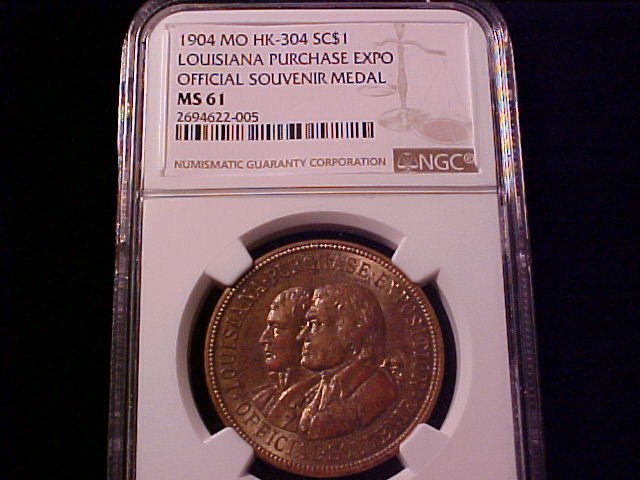 1904 MO HK-304 SC$1
LOUISIANA PURCHASE EXPO
OFFICIAL SOUVENIR MEDAL
MS 61
2694622-005
NUMISMATIC GUARANTY CORPORATION
NGC®
LOUISIANA·PURCHASE·EXPOSITION
·OFFICIAL·SOUVENIR·